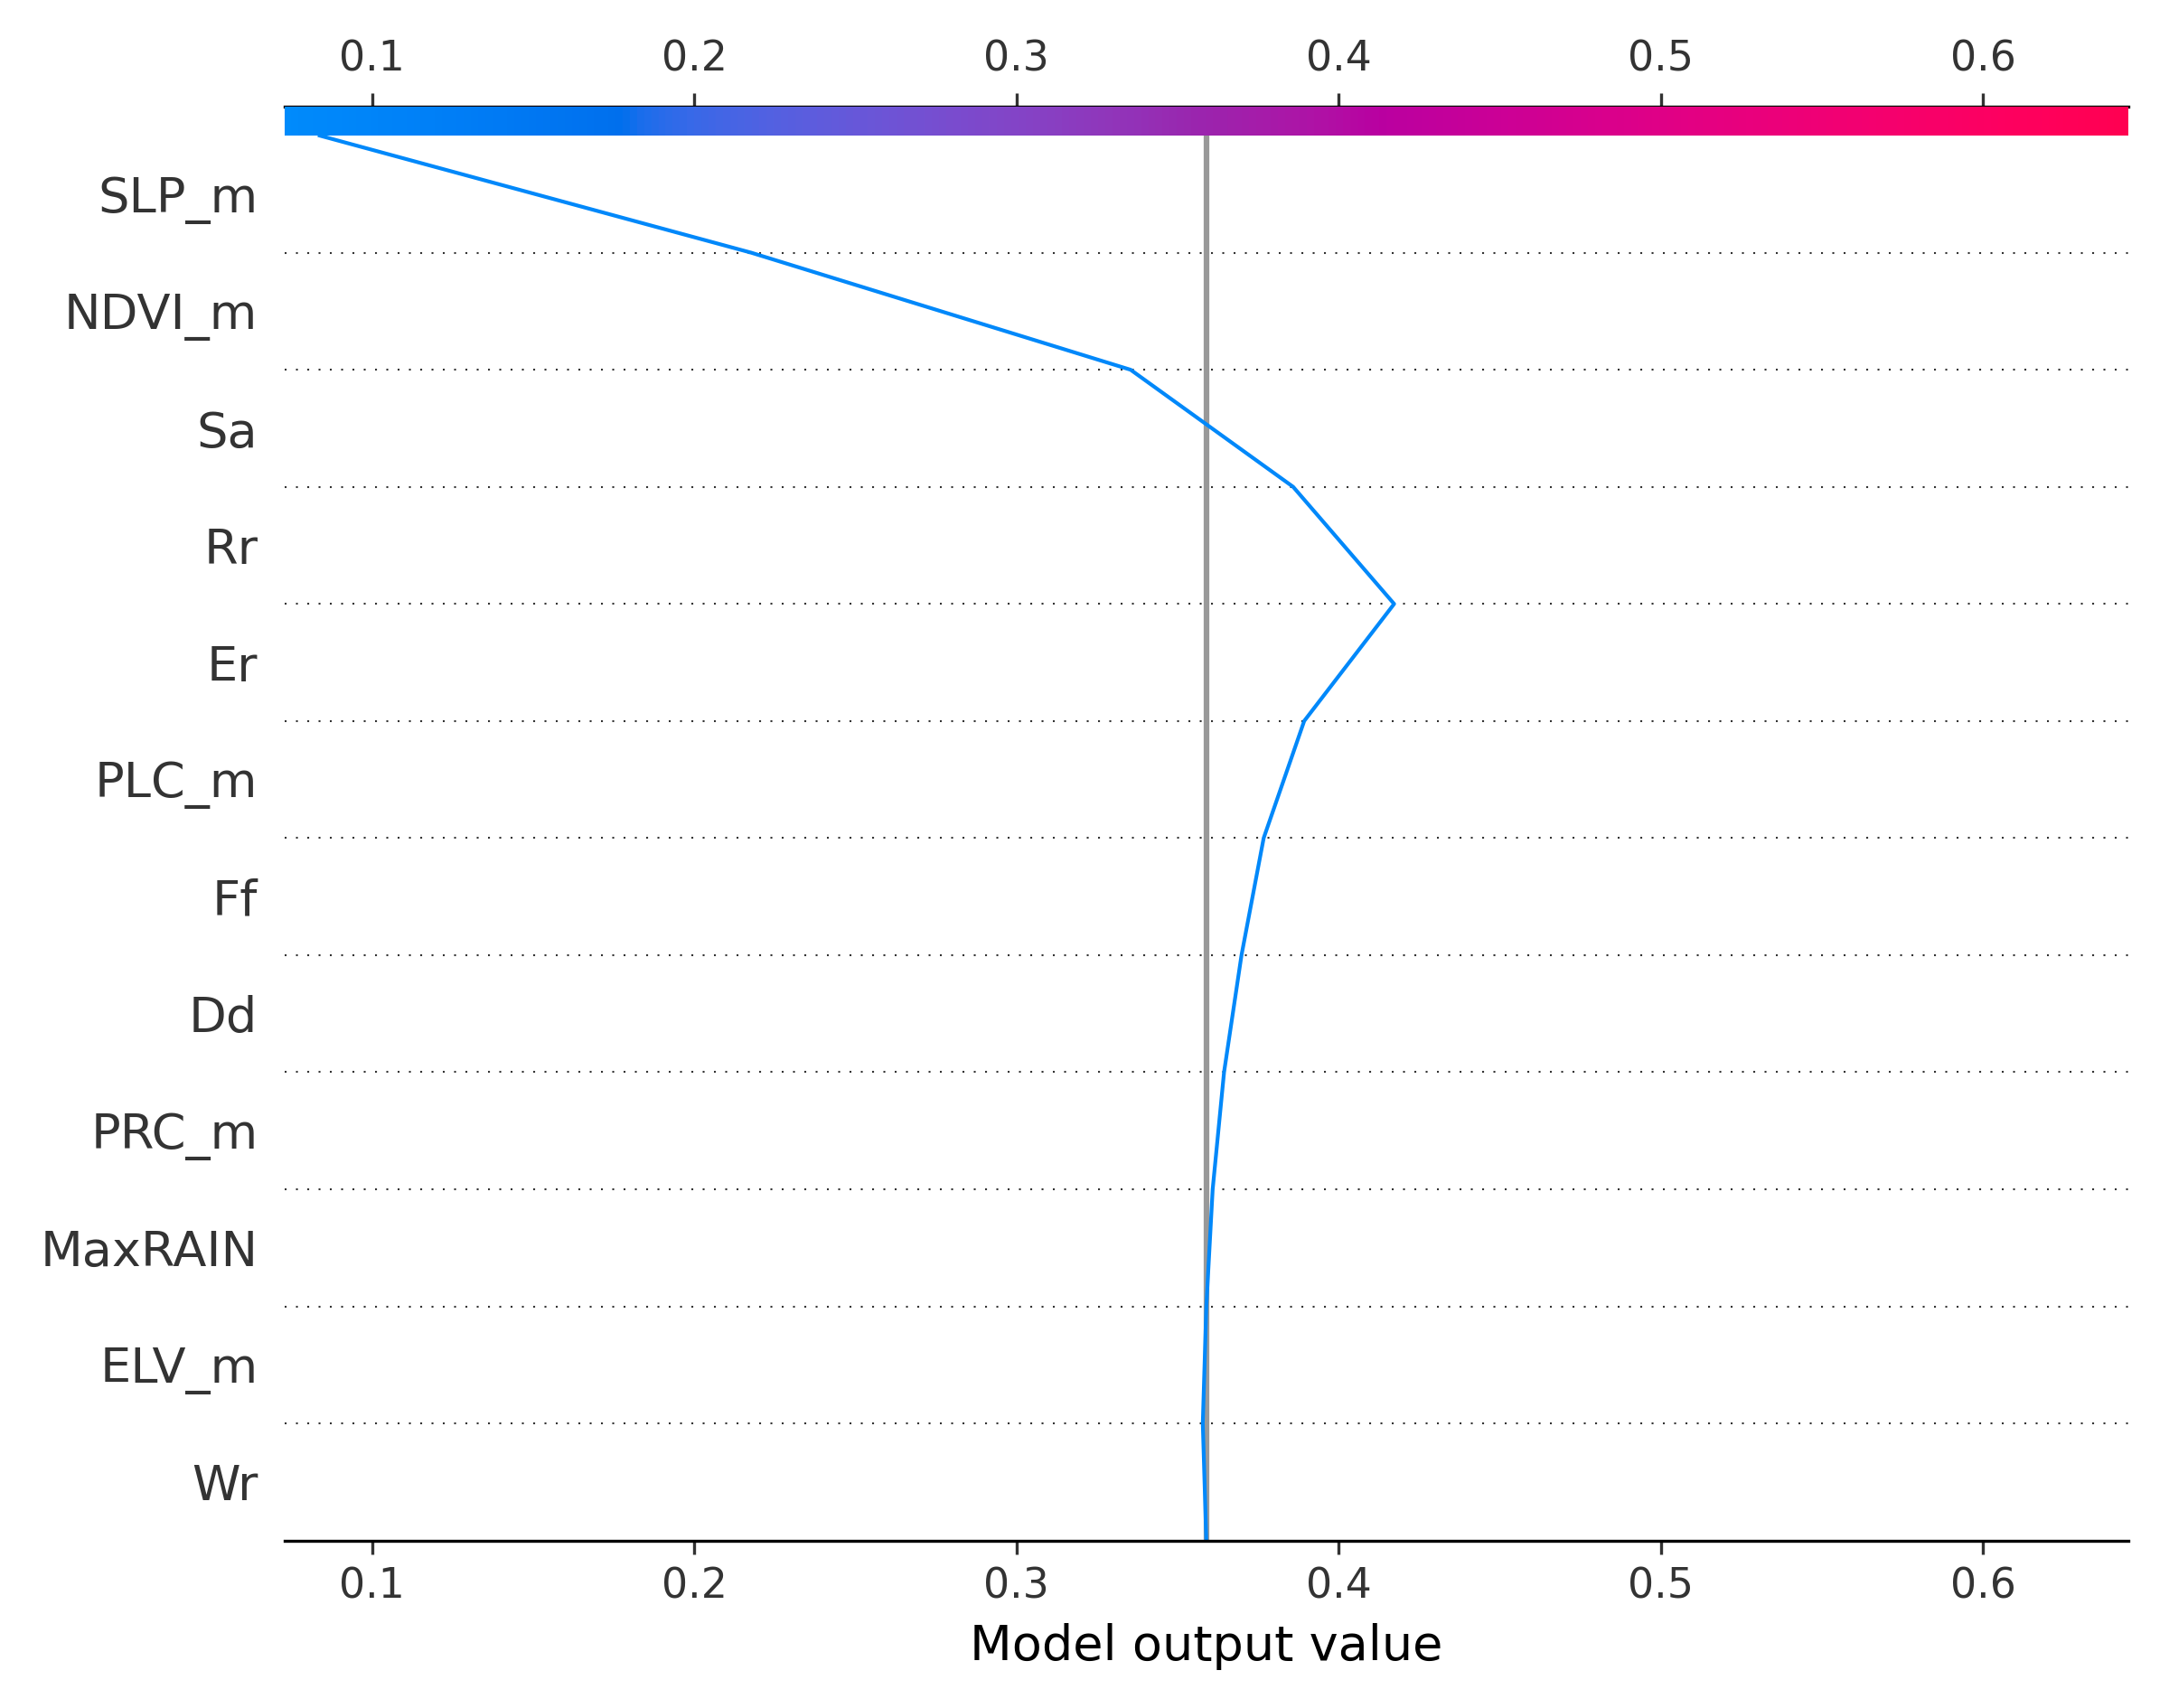 0.1 0.2 0.3 0.4 0.5 0.6
SLP_m
NDVI_m
Sa
Rr
Er
PLC_m
Ff
Dd
PRC_m
MaxRAIN
ELV_m
Wr
0.1 0.2 0.3 0.4 0.5 0.6
Model output value